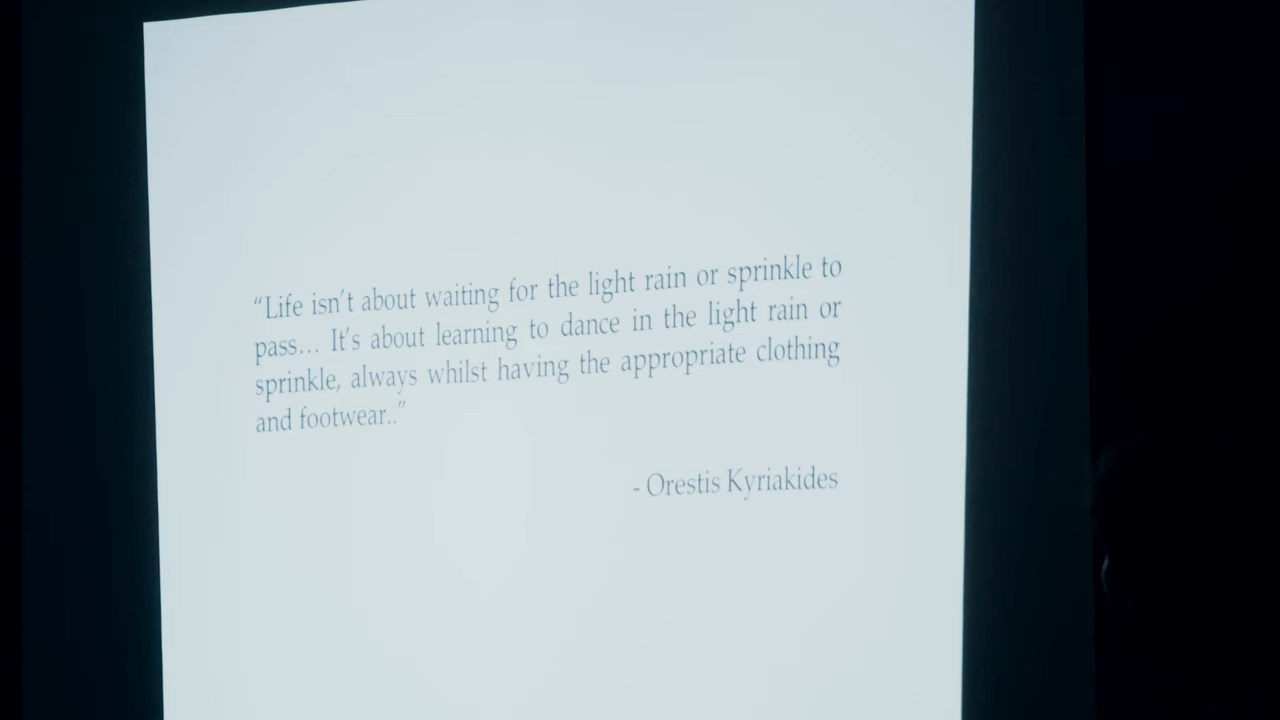 “Life isn’t about waiting for the light rain or sprinkle to
pass... It’s about learning to dance in the light rain or
sprinkle, always whilst having the appropriate clothing
and footwear..”
- Orestis Kyriakides